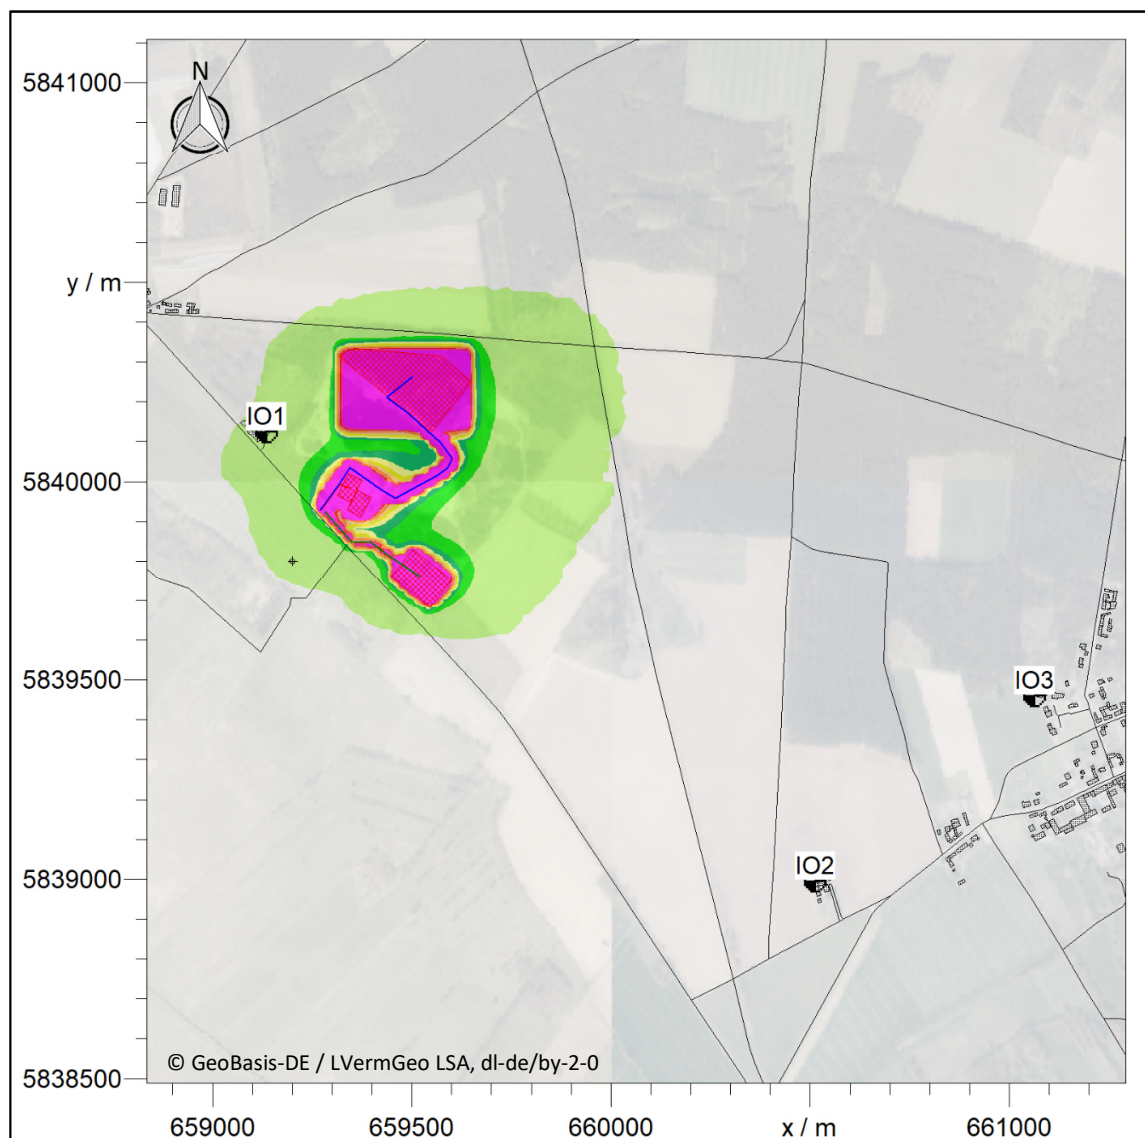 N
5841000
y / m
IO1
5840000
5839500
IO3
IO2
5839000
© GeoBasis-DE / LVermGeo LSA, dl-de/by-2-0
5838500
659000 659500 660000 x / m 661000